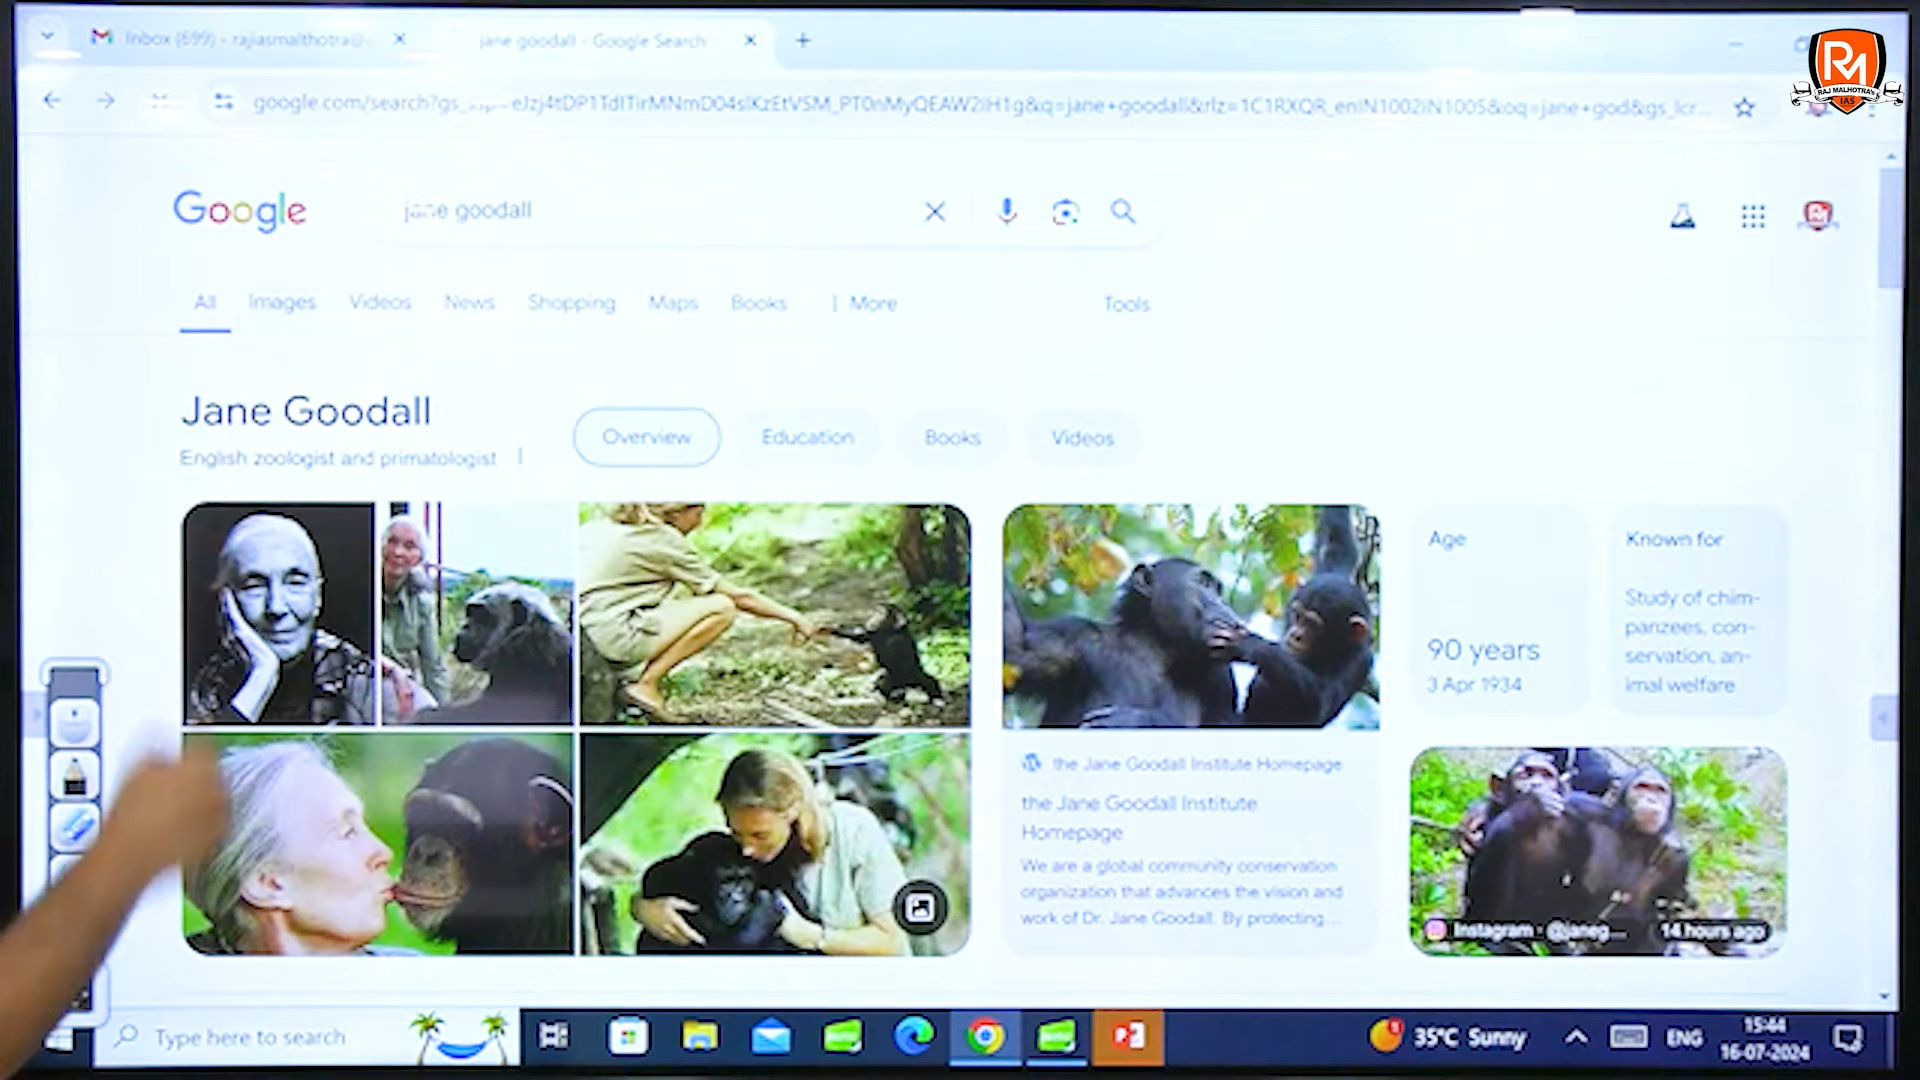 Inbox (699) - rajiasmalhotra@
jane goodall - Google Search
RM
RAJ MALHOTRA'S
IAS
Google
jane goodall
All Images Videos News Shopping Maps Books More Tools
Jane Goodall
English zoologist and primatologist
Overview Education Books Videos
Age
90 years
3 Apr 1934
Known for
Study of chim-
panzees, con-
servation, an-
imal welfare
the Jane Goodall Institute Homepage
the Jane Goodall Institute
Homepage
We are a global community conservation
organization that advances the vision and
work of Dr. Jane Goodall. By protecting...
Instagram · @janeg... 14 hours ago
Type here to search
35°C Sunny
ENG
15:44
16-07-2024